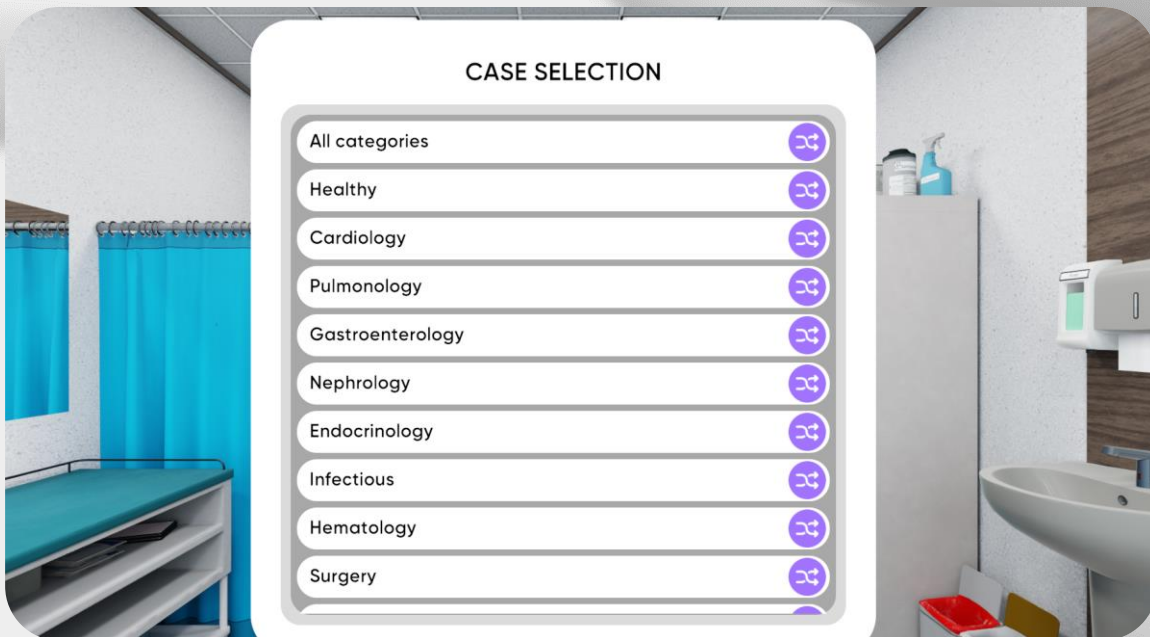 CASE SELECTION
All categories
Healthy
Cardiology
Pulmonology
Gastroenterology
Nephrology
Endocrinology
Infectious
Hematology
Surgery